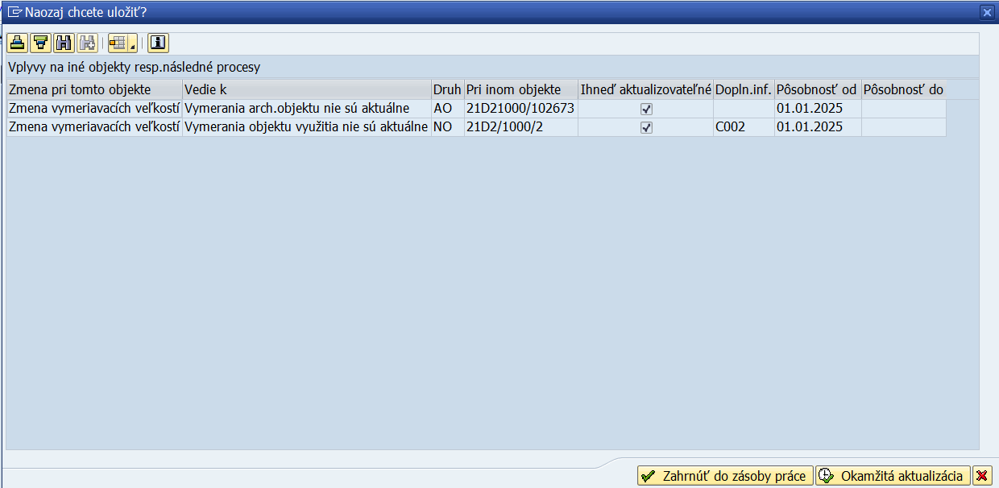 Naozaj chcete uložiť?
Vplyvy na iné objekty resp.následné procesy
Zmena pri tomto objekte Vedie k Druh Pri inom objekte Ihneď aktualizovateľné Dopln.inf. Pôsobnosť od Pôsobnosť do
Zmena vymeriavacích veľkostí Vymerania arch.objektu nie sú aktuálne AO 21D21000/102673 01.01.2025
Zmena vymeriavacích veľkostí Vymerania objektu využitia nie sú aktuálne NO 21D2/1000/2 C002 01.01.2025
Zahrnúť do zásoby práce Okamžitá aktualizácia